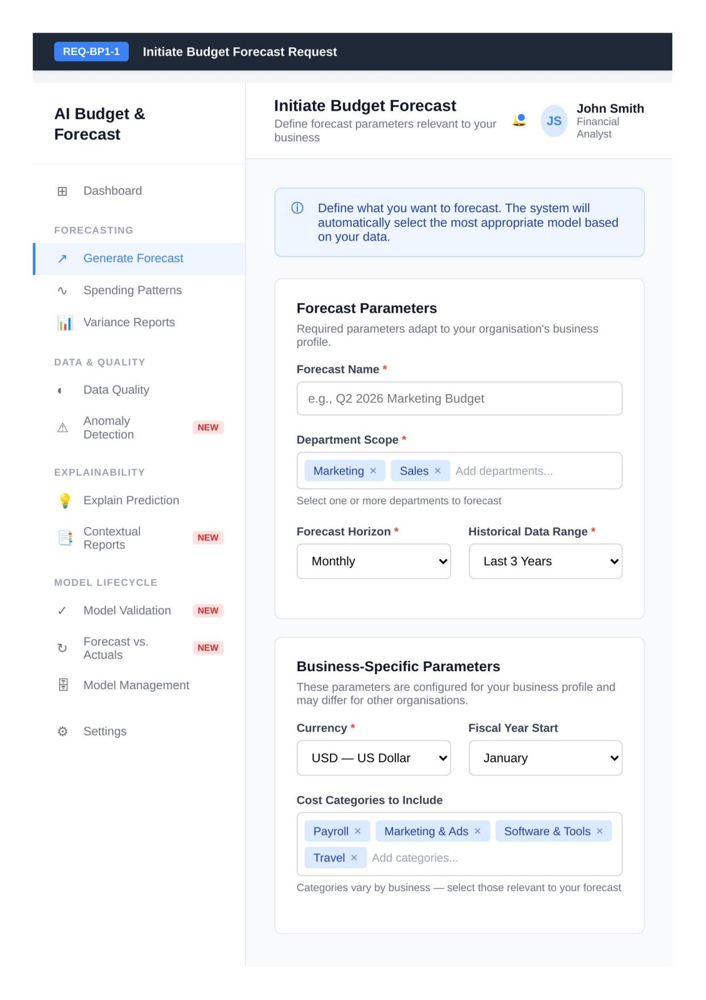 REQ-BP1-1 Initiate Budget Forecast Request
AI Budget &
Forecast
Dashboard
FORECASTING
Generate Forecast
Spending Patterns
Variance Reports
DATA & QUALITY
Data Quality
Anomaly
Detection
NEW
EXPLAINABILITY
Explain Prediction
Contextual
Reports
NEW
MODEL LIFECYCLE
Model Validation NEW
Forecast vs.
Actuals
NEW
Model Management
Settings
Initiate Budget Forecast
Define forecast parameters relevant to your
business
JS
John Smith
Financial
Analyst
Define what you want to forecast. The system will
automatically select the most appropriate model based
on your data.
Forecast Parameters
Required parameters adapt to your organisation's business
profile.
Forecast Name *
e.g., Q2 2026 Marketing Budget
Department Scope *
Marketing × Sales × Add departments...
Select one or more departments to forecast
Forecast Horizon * Historical Data Range *
Monthly Last 3 Years
Business-Specific Parameters
These parameters are configured for your business profile and
may differ for other organisations.
Currency * Fiscal Year Start
USD — US Dollar January
Cost Categories to Include
Payroll × Marketing & Ads × Software & Tools ×
Travel × Add categories...
Categories vary by business — select those relevant to your forecast